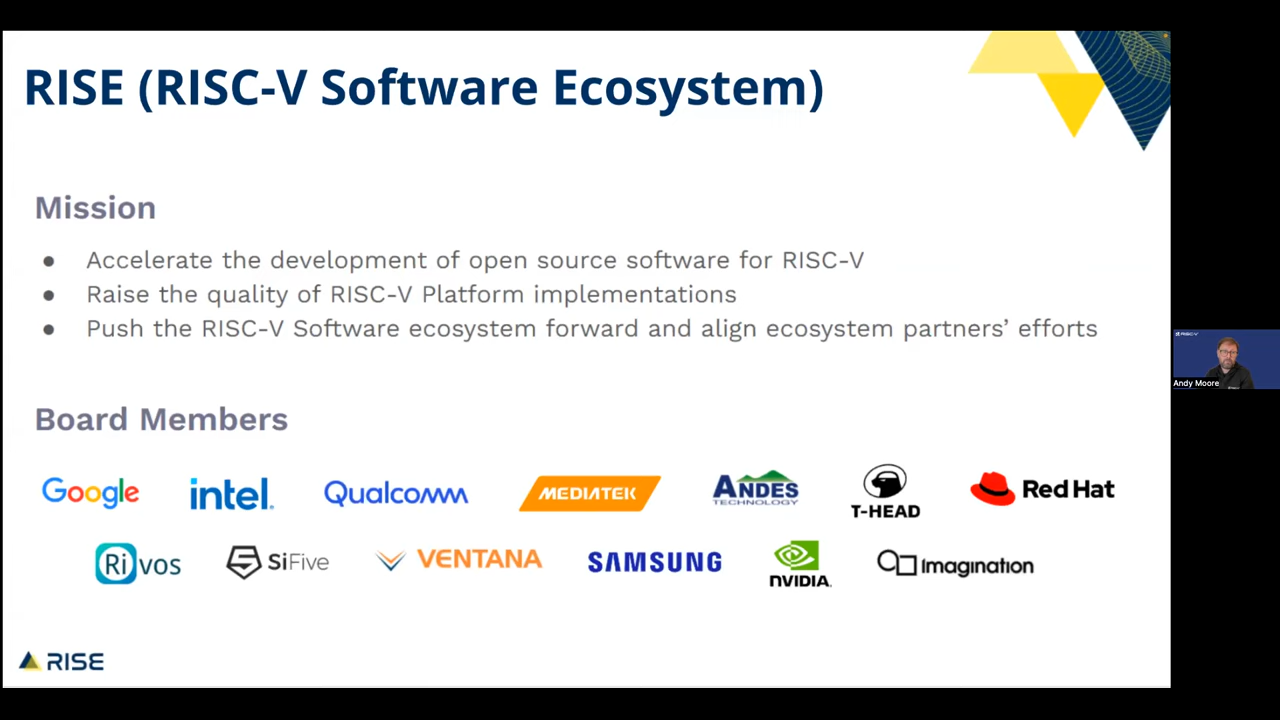 RISE (RISC-V Software Ecosystem)
Mission
● Accelerate the development of open source software for RISC-V
● Raise the quality of RISC-V Platform implementations
● Push the RISC-V Software ecosystem forward and align ecosystem partners’ efforts
Board Members
Google intel. Qualcomm MEDIATEK ANDES TECHNOLOGY T-HEAD Red Hat
Rivos SiFive VENTANA SAMSUNG NVIDIA. Imagination
RISE
RISC-V
Andy Moore